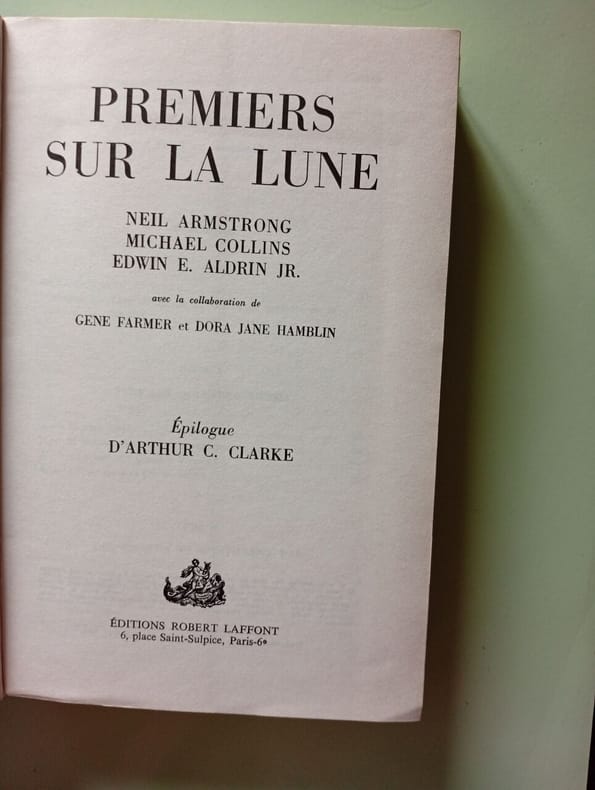 PREMIERS
SUR LA LUNE
NEIL ARMSTRONG
MICHAEL COLLINS
EDWIN E. ALDRIN JR.
avec la collaboration de
GENE FARMER et DORA JANE HAMBLIN
Épilogue
D'ARTHUR C. CLARKE
ÉDITIONS ROBERT LAFFONT
6, place Saint-Sulpice, Paris-6e